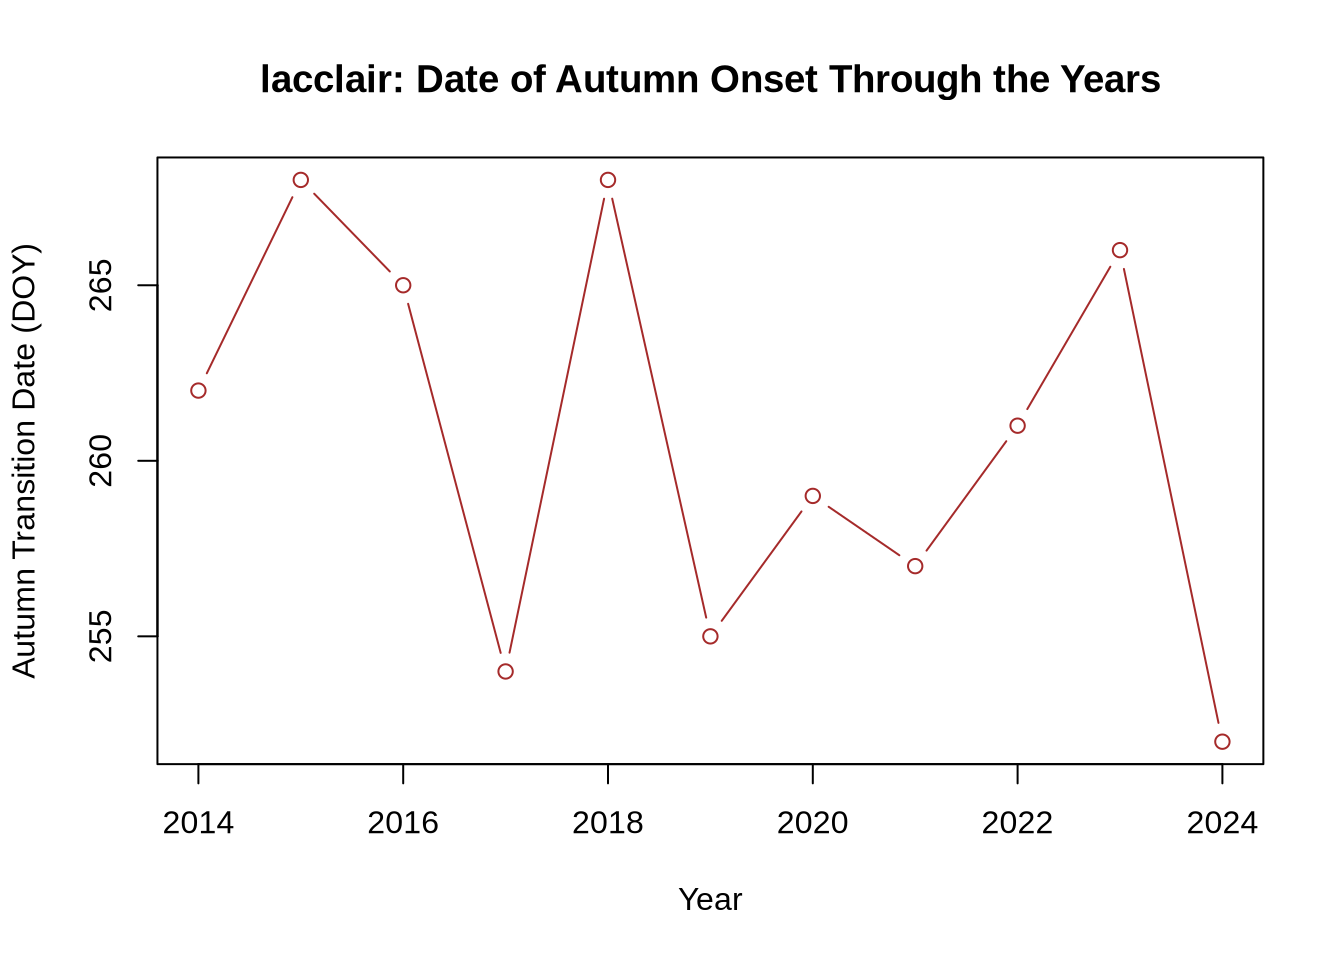 lacclair: Date of Autumn Onset Through the Years
Autumn Transition Date (DOY)
265
260
255
2014 2016 2018 2020 2022 2024
Year